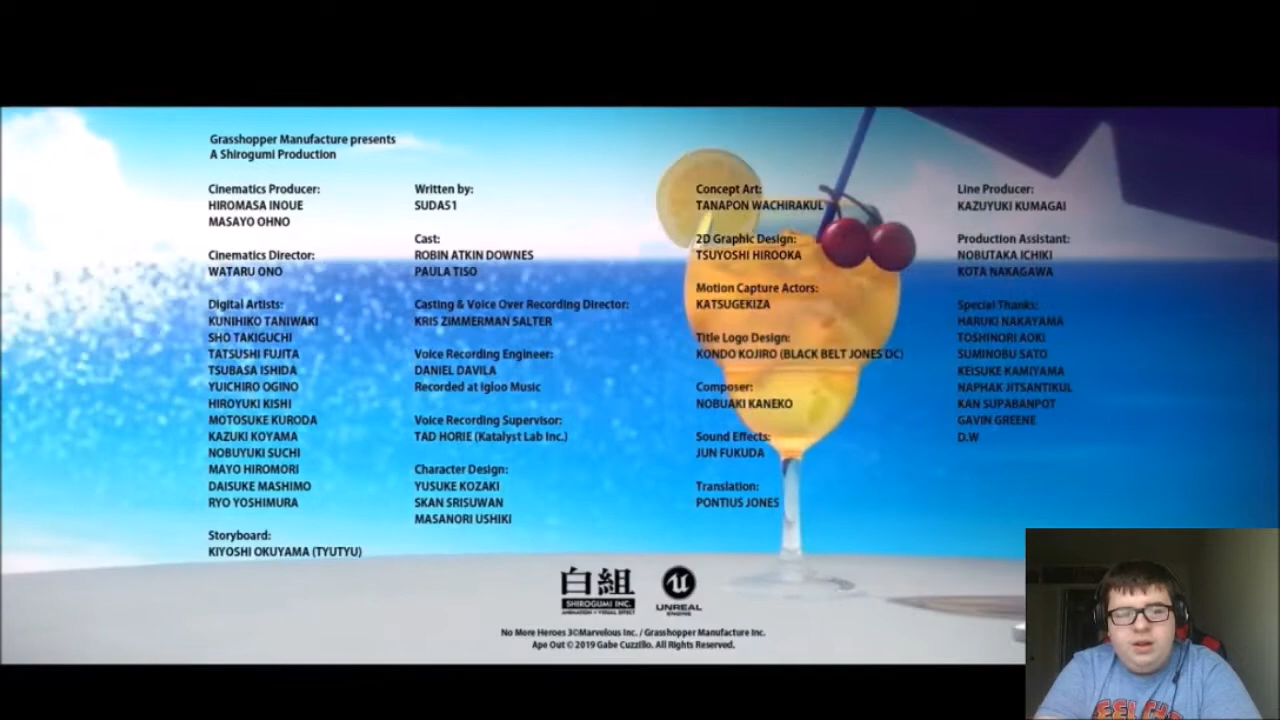 Grasshopper Manufacture presents
A Shirogumi Production
Cinematics Producer:
HIROMASA INOUE
MASAYO OHNO
Cinematics Director:
WATARU ONO
Digital Artists:
KUNIHIKO TANIWAKI
SHO TAKIGUCHI
TATSUSHI FUJITA
TSUBASA ISHIDA
YUICHIRO OGINO
HIROYUKI KISHI
MOTOSUKE KURODA
KAZUKI KOYAMA
NOBUYUKI SUCHI
MAYO HIROMORI
DAISUKE MASHIMO
RYO YOSHIMURA
Storyboard:
KIYOSHI OKUYAMA (TYUTYU)
Written by:
SUDA51
Cast:
ROBIN ATKIN DOWNES
PAULA TISO
Casting & Voice Over Recording Director:
KRIS ZIMMERMAN SALTER
Voice Recording Engineer:
DANIEL DAVILA
Recorded at Igloo Music
Voice Recording Supervisor:
TAD HORIE (Katalyst Lab Inc.)
Character Design:
YUSUKE KOZAKI
SKAN SRISUWAN
MASANORI USHIKI
Concept Art:
TANAPON WACHIRAKUL
2D Graphic Design:
TSUYOSHI HIROOKA
Motion Capture Actors:
KATSUGEKIZA
Title Logo Design:
KONDO KOJIRO (BLACK BELT JONES DC)
Composer:
NOBUAKI KANEKO
Sound Effects:
JUN FUKUDA
Translation:
PONTIUS JONES
Line Producer:
KAZUYUKI KUMAGAI
Production Assistant:
NOBUTAKA ICHIKI
KOTA NAKAGAWA
Special Thanks:
HARUKI NAKAYAMA
TOSHINORI AOKI
SUMINOBU SATO
KEISUKE KAMIYAMA
NAPHAK JITSANTIKUL
KAN SUPABANPOT
GAVIN GREENE
D.W
白組
SHIROGUMI INC.
ANIMATION + VISUAL EFFECT
UNREAL
ENGINE
No More Heroes 3©Marvelous Inc. / Grasshopper Manufacture Inc.
Ape Out © 2019 Gabe Cuzzillo. All Rights Reserved.